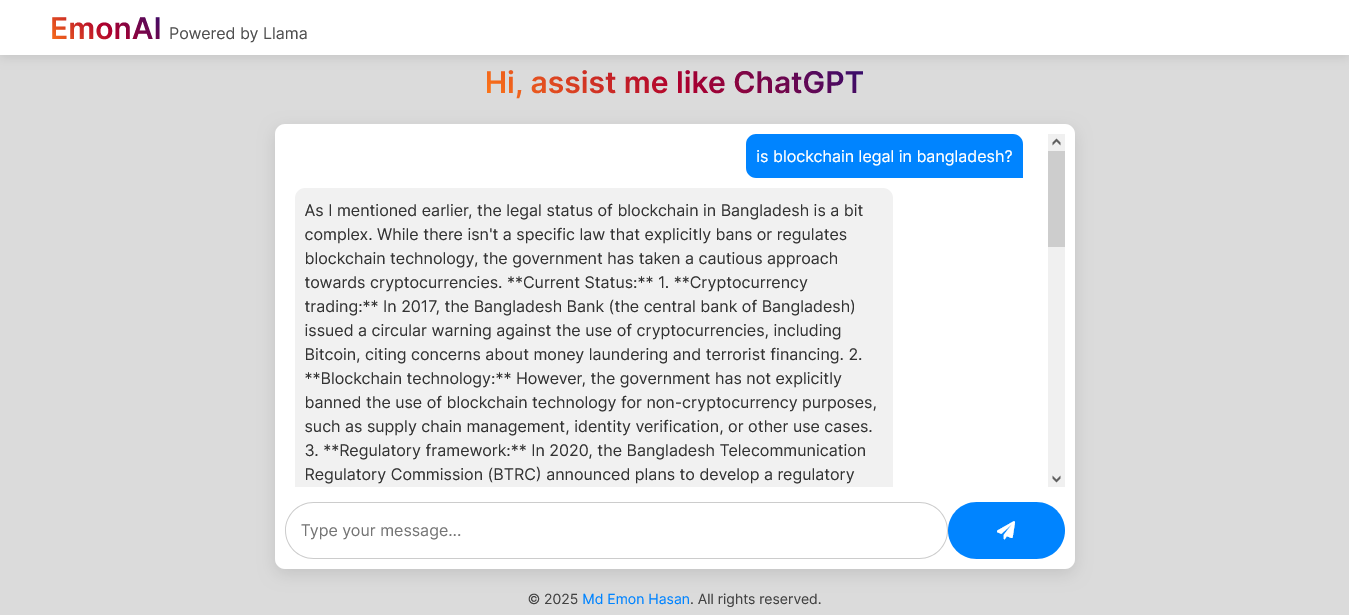 EmonAI Powered by Llama
Hi, assist me like ChatGPT
is blockchain legal in bangladesh?
As I mentioned earlier, the legal status of blockchain in Bangladesh is a bit
complex. While there isn't a specific law that explicitly bans or regulates
blockchain technology, the government has taken a cautious approach
towards cryptocurrencies. **Current Status:** 1. **Cryptocurrency
trading:** In 2017, the Bangladesh Bank (the central bank of Bangladesh)
issued a circular warning against the use of cryptocurrencies, including
Bitcoin, citing concerns about money laundering and terrorist financing. 2.
**Blockchain technology:** However, the government has not explicitly
banned the use of blockchain technology for non-cryptocurrency purposes,
such as supply chain management, identity verification, or other use cases.
3. **Regulatory framework:** In 2020, the Bangladesh Telecommunication
Regulatory Commission (BTRC) announced plans to develop a regulatory
Type your message...
© 2025 Md Emon Hasan. All rights reserved.